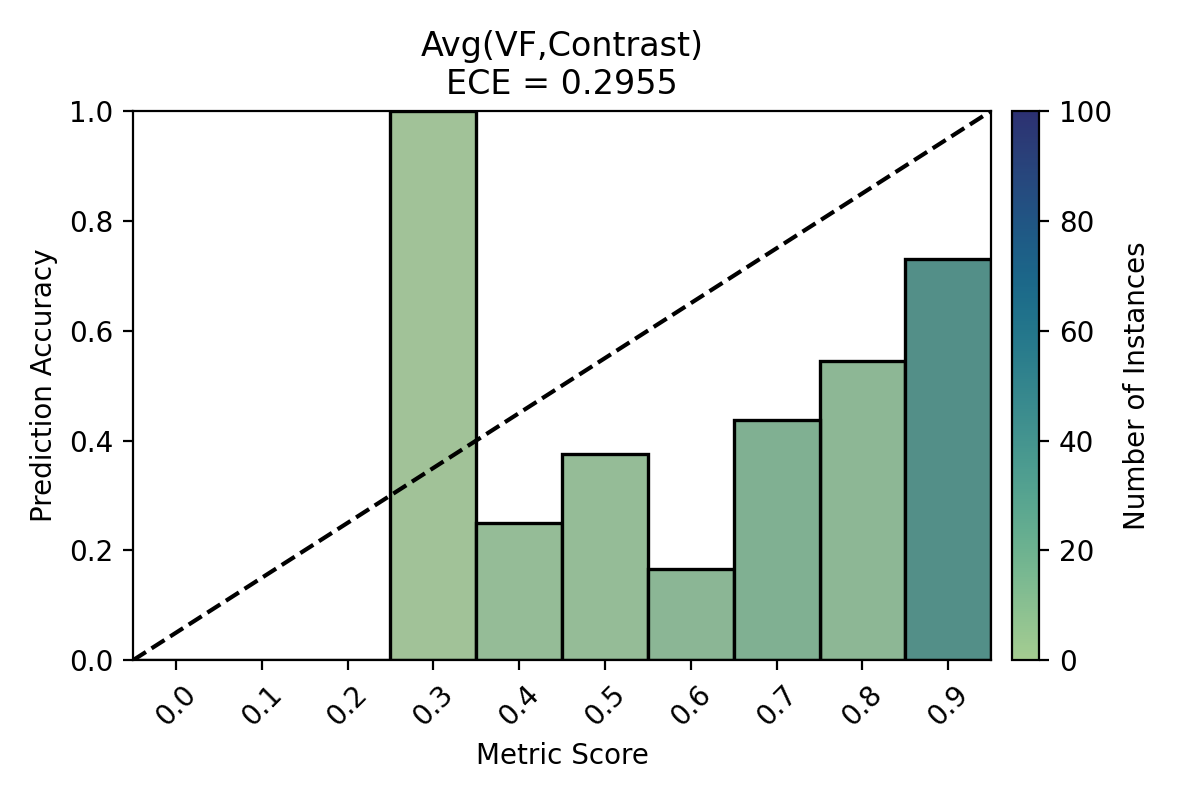 Avg(VF,Contrast)
ECE = 0.2955
Prediction Accuracy
1.0
0.8
0.6
0.4
0.2
0.0
0.0 0.1 0.2 0.3 0.4 0.5 0.6 0.7 0.8 0.9
Metric Score
100
80
60
40
20
0
Number of Instances